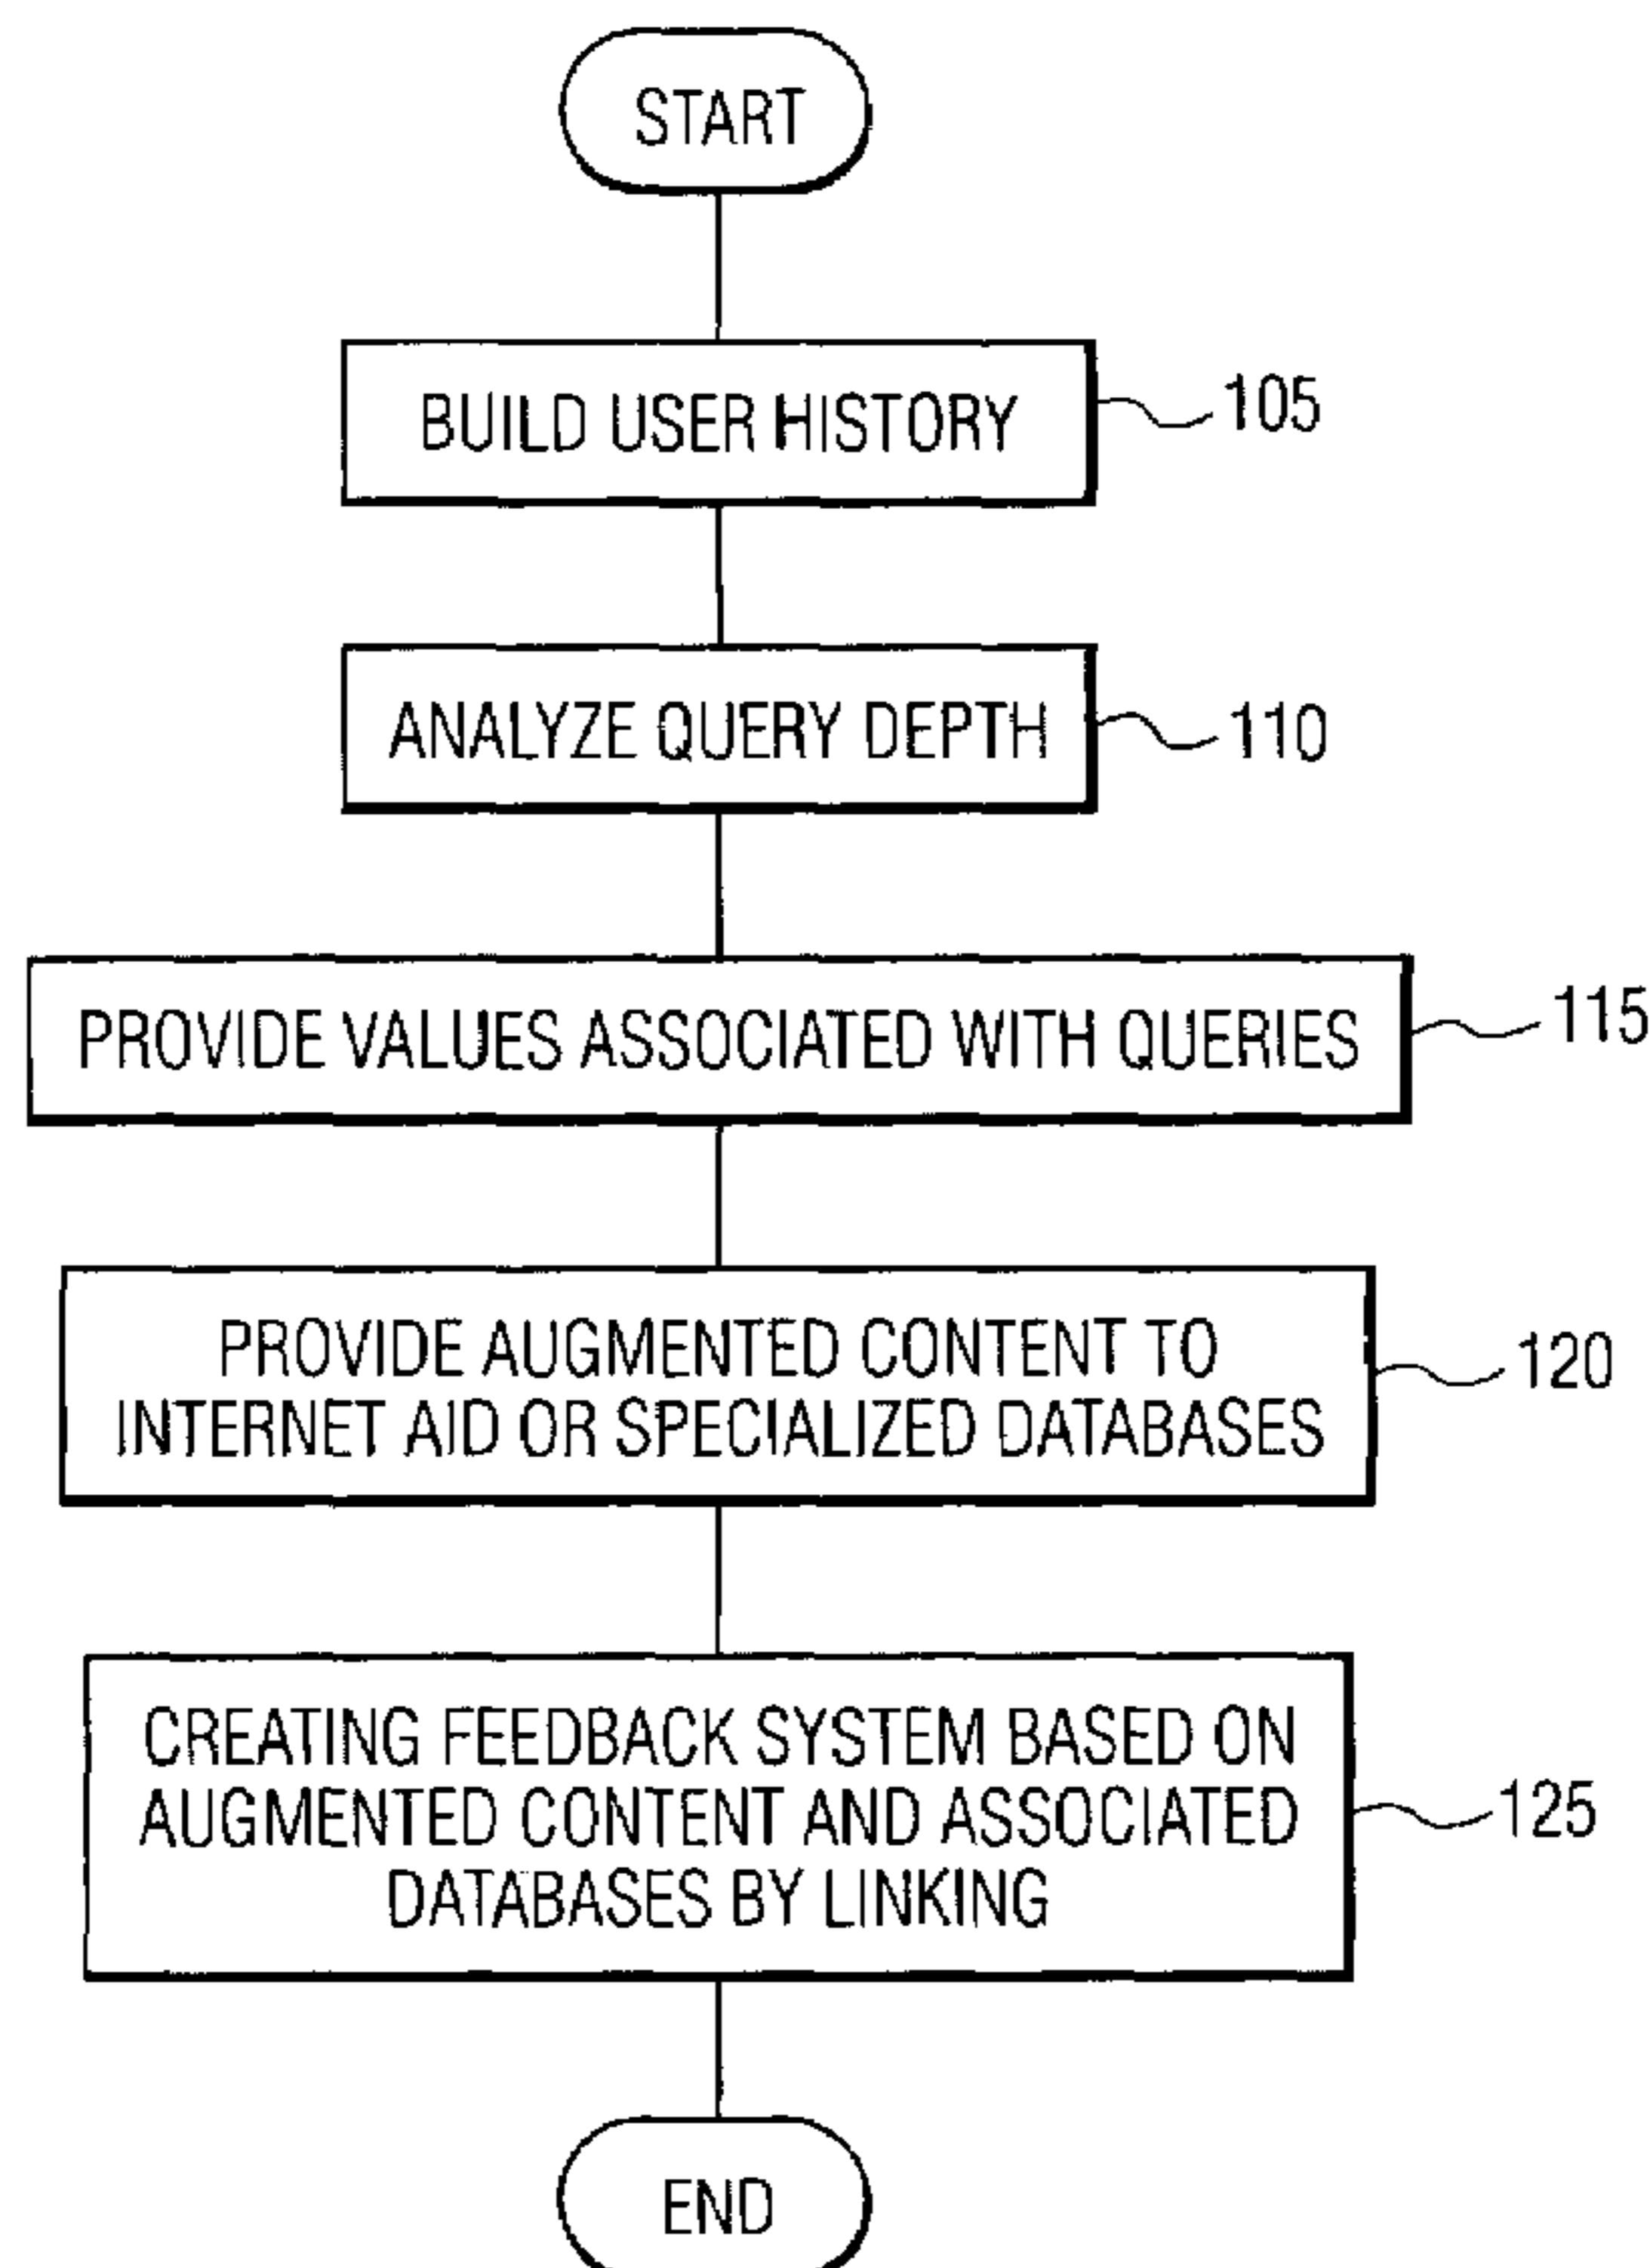 START
BUILD USER HISTORY
105
ANALYZE QUERY DEPTH
110
PROVIDE VALUES ASSOCIATED WITH QUERIES
115
PROVIDE AUGMENTED CONTENT TO
INTERNET AID OR SPECIALIZED DATABASES
120
CREATING FEEDBACK SYSTEM BASED ON
AUGMENTED CONTENT AND ASSOCIATED
DATABASES BY LINKING
125
END